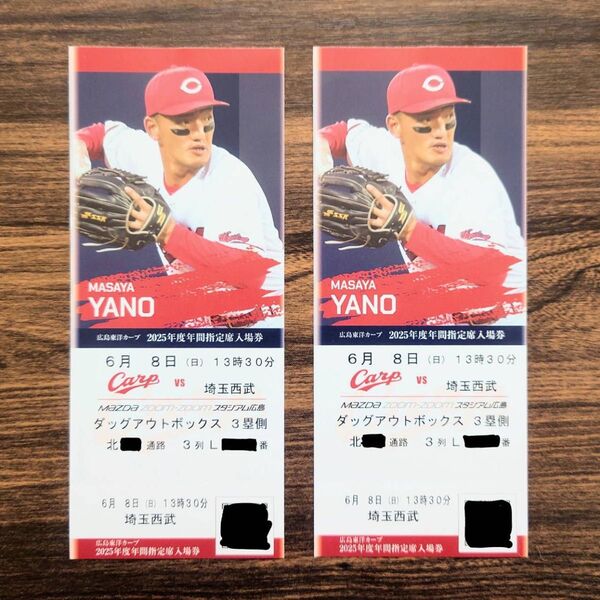 C
SSK
MASAYA
YANO
広島東洋カープ 2025年度年間指定席入場券
6月 8日(日) 13時30分
Carp vs 埼玉西武
MAZDA ZOOM-ZOOM スタジアム広島
ダッグアウトボックス 3塁側
北 通路 3列 L 番
6月 8日(日) 13時30分
埼玉西武
広島東洋カープ
2025年度年間指定席入場券
C
SSK
MASAYA
YANO
広島東洋カープ 2025年度年間指定席入場券
6月 8日(日) 13時30分
Carp vs 埼玉西武
MAZDA ZOOM-ZOOM スタジアム広島
ダッグアウトボックス 3塁側
北 通路 3列 L 番
6月 8日(日) 13時30分
埼玉西武
広島東洋カープ
2025年度年間指定席入場券